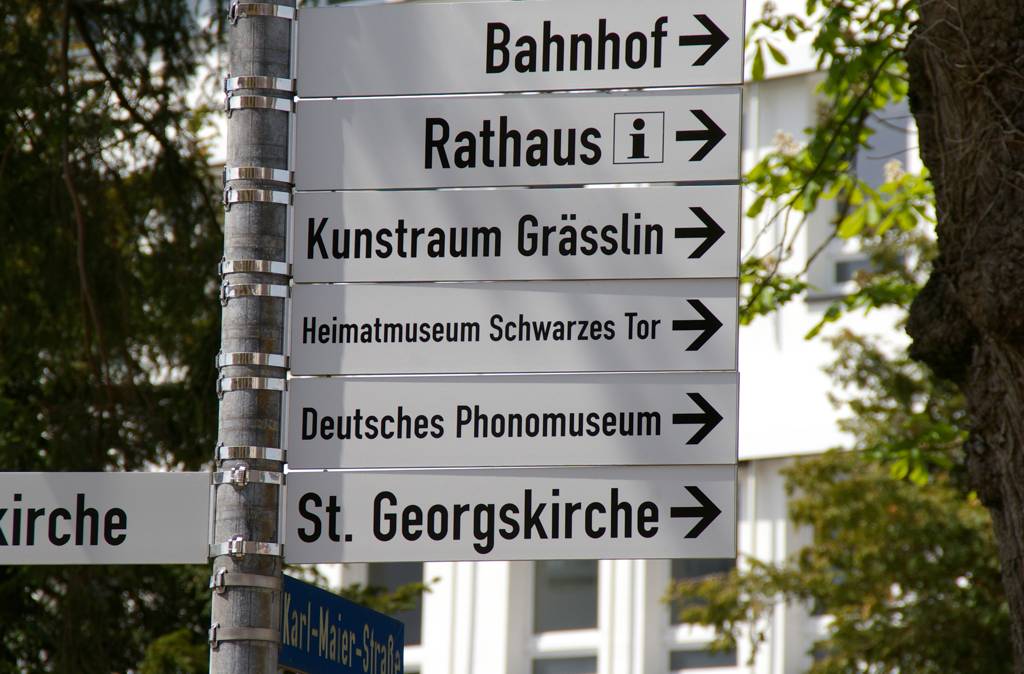 Bahnhof →
Rathaus i →
Kunstraum Grässlin →
Heimatmuseum Schwarzes Tor →
Deutsches Phonomuseum →
St. Georgskirche →
kirche
Karl-Maier-Straße